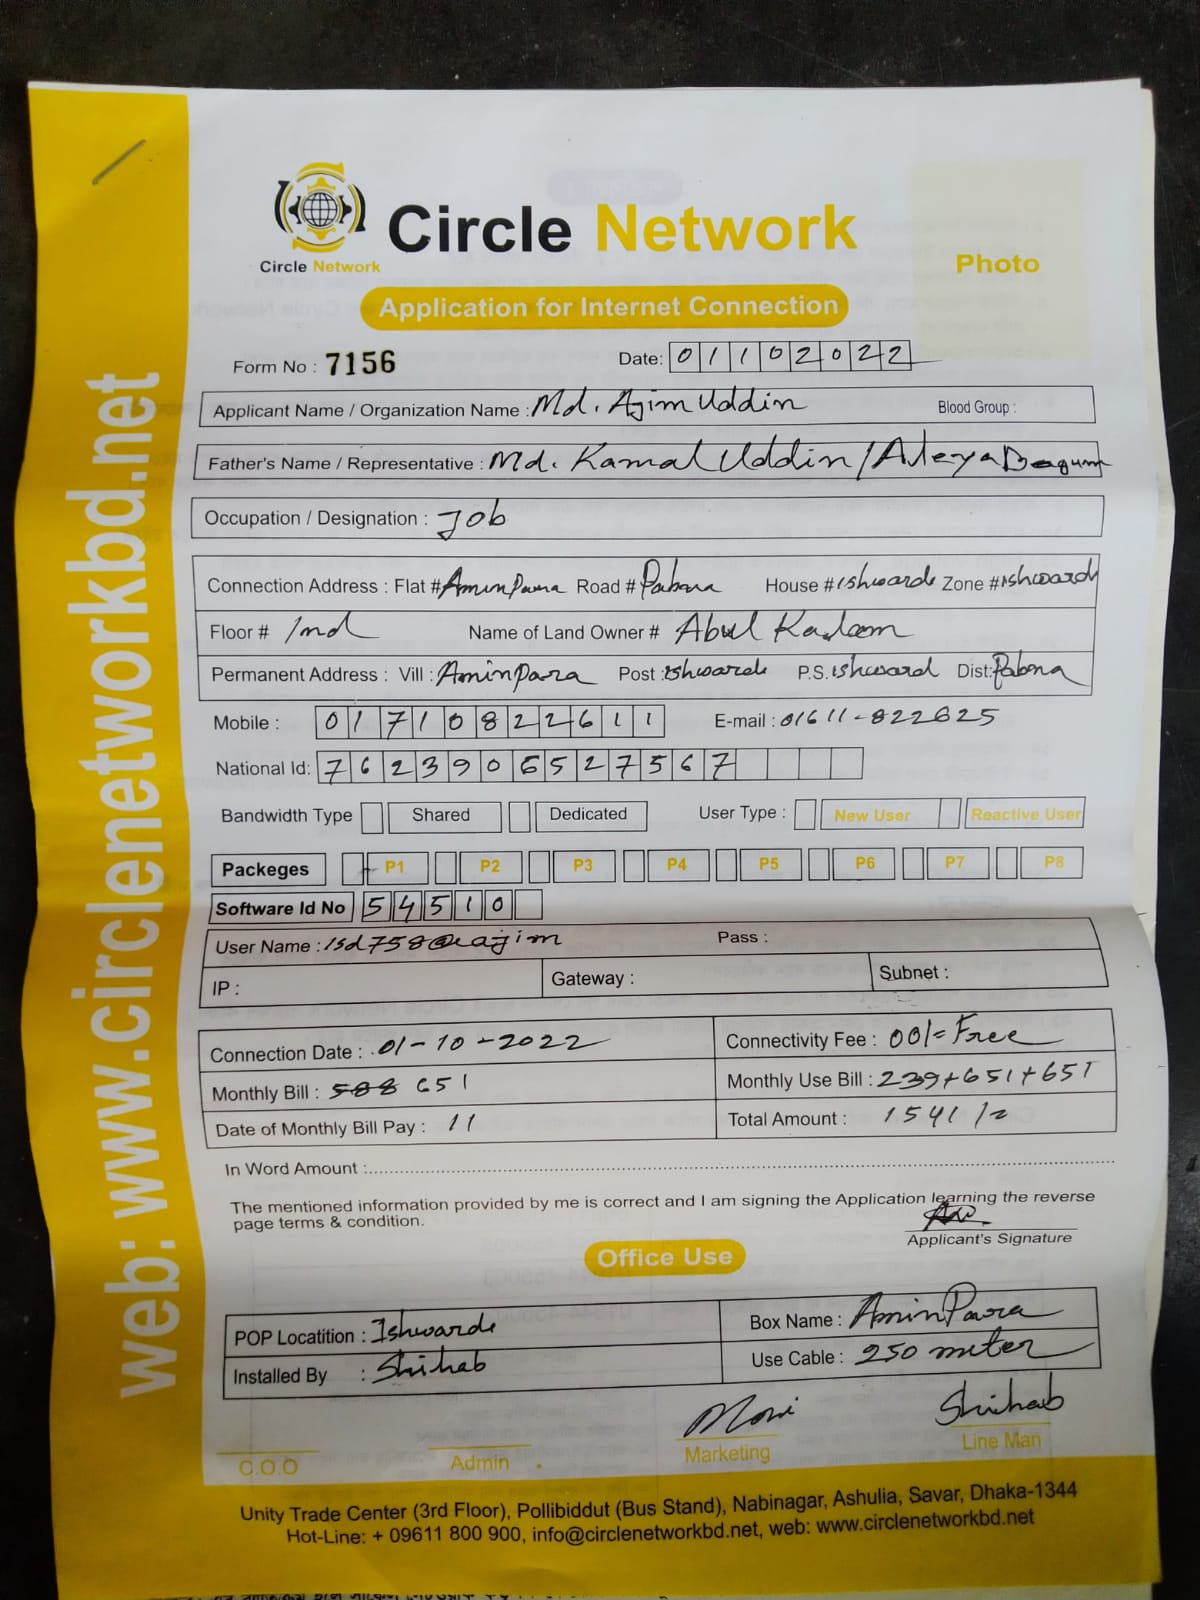 web: www.circlenetworkbd.net
Circle Network
Circle Network
Photo
Application for Internet Connection
Form No : 7156 Date: 01102022
Applicant Name / Organization Name : Md. Ajim Uddin Blood Group :
Father's Name / Representative : Md. Kamal Uddin / Aleya Begum
Occupation / Designation : Job
Connection Address : Flat # AminPara Road # Pabna House # ishwardi Zone # ishwardi
Floor # 1nd Name of Land Owner # Abul Kalam
Permanent Address : Vill : AminPara Post : ishwardi P.S. ishwardi Dist: Pabna
Mobile : 01710822611 E-mail : 01611-822625
National Id: 7623906527567
Bandwidth Type Shared Dedicated User Type : New User Reactive User
Packeges P1 P2 P3 P4 P5 P6 P7 P8
Software Id No 54510
User Name : isd758@ajim Pass :
IP : Gateway : Subnet :
Connection Date : 01-10-2022 Connectivity Fee : 00/= Free
Monthly Bill : 588 651 Monthly Use Bill : 239+651+651
Date of Monthly Bill Pay : 11 Total Amount : 1541/=
In Word Amount :
The mentioned information provided by me is correct and I am signing the Application learning the reverse
page terms & condition.
Applicant's Signature
Office Use
POP Locatition : Ishwardi Box Name : AminPara
Installed By : Shihab Use Cable : 250 meter
Moni Shihab
C.O.O Admin Marketing Line Man
Unity Trade Center (3rd Floor), Pollibiddut (Bus Stand), Nabinagar, Ashulia, Savar, Dhaka-1344
Hot-Line: + 09611 800 900, info@circlenetworkbd.net, web: www.circlenetworkbd.net